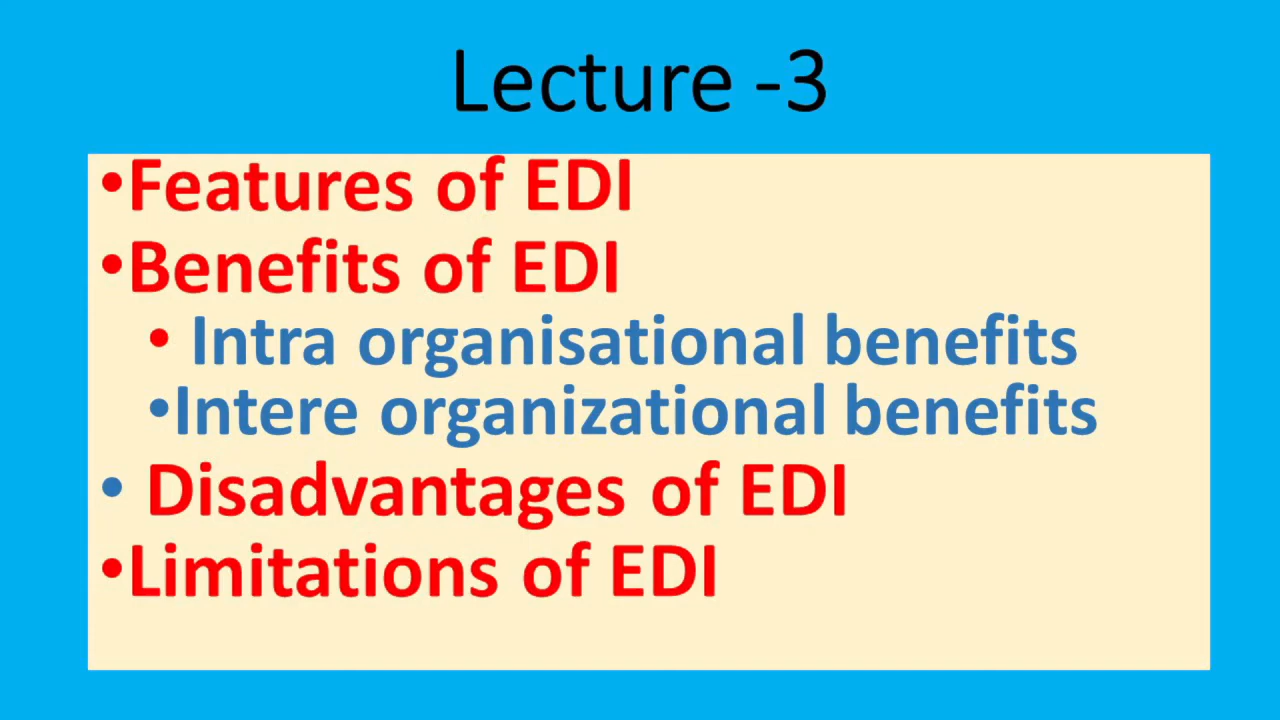 Lecture -3
•Features of EDI
•Benefits of EDI
• Intra organisational benefits
•Intere organizational benefits
• Disadvantages of EDI
•Limitations of EDI